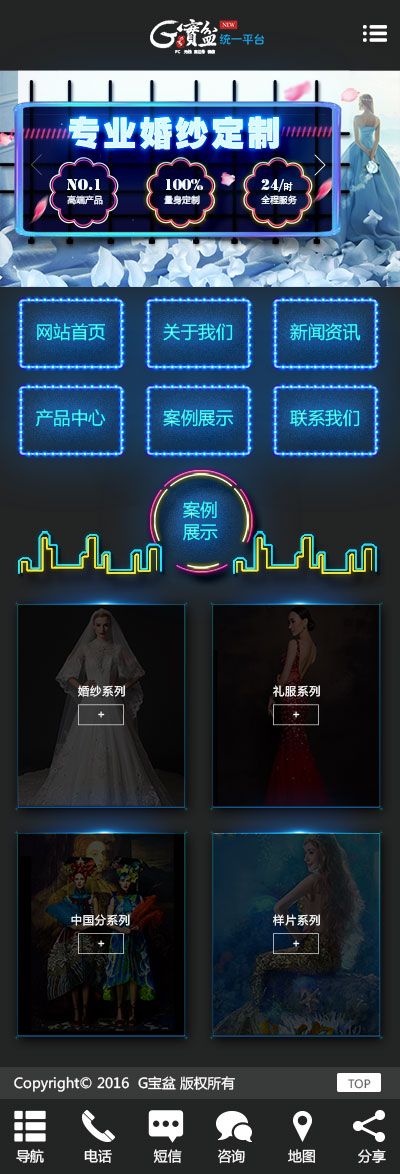 G寶盆
NEW
统一平台
专业婚纱定制
NO.1
高端产品
100%
量身定制
24/时
全程服务
网站首页
关于我们
新闻资讯
产品中心
案例展示
联系我们
案例
展示
婚纱系列
+
礼服系列
+
中国分系列
+
样片系列
+
Copyright© 2016 G宝盆 版权所有
TOP
导航
电话
短信
咨询
地图
分享